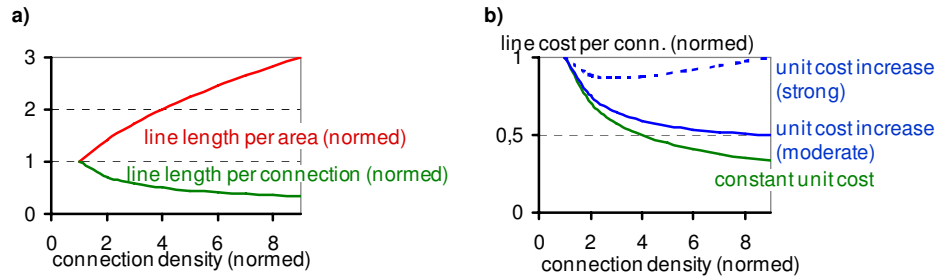 a)
3
2
1
0
line length per area (normed)
line length per connection (normed)
0 2 4 6 8
connection density (normed)
b)
line cost per conn. (normed)
1
0,5
0
unit cost increase
(strong)
unit cost increase
(moderate)
constant unit cost
0 2 4 6 8
connection density (normed)